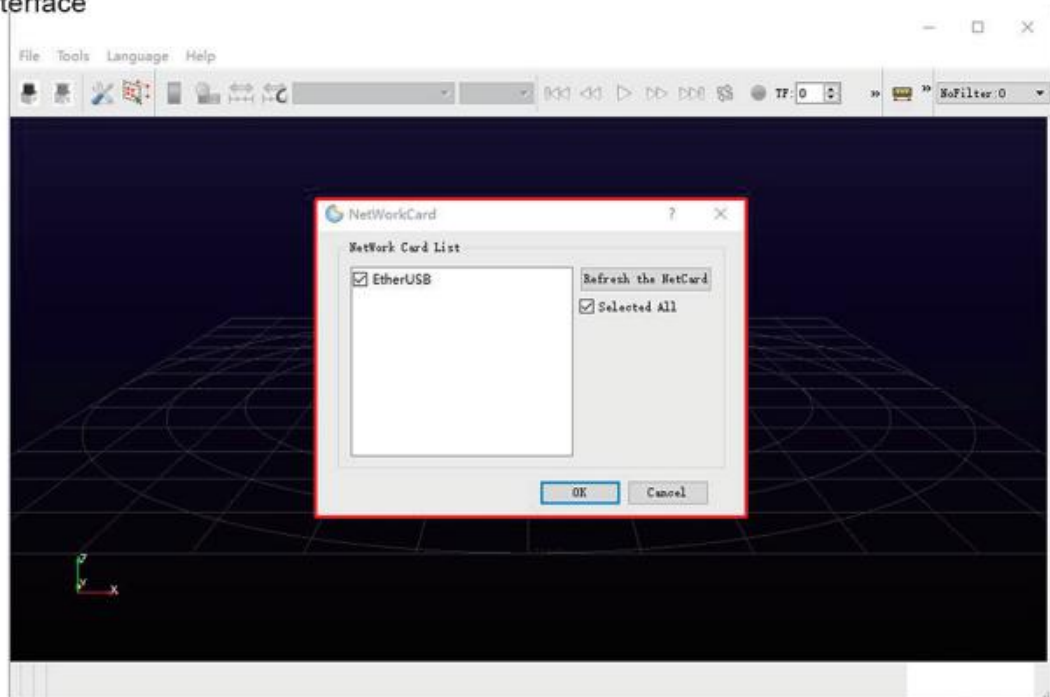 terface
File Tools Language Help
TF: 0 » » NoFilter:0
NetWorkCard ? ×
NetWork Card List
EtherUSB
Refresh the NetCard
Selected All
OK Cancel
Z
Y X